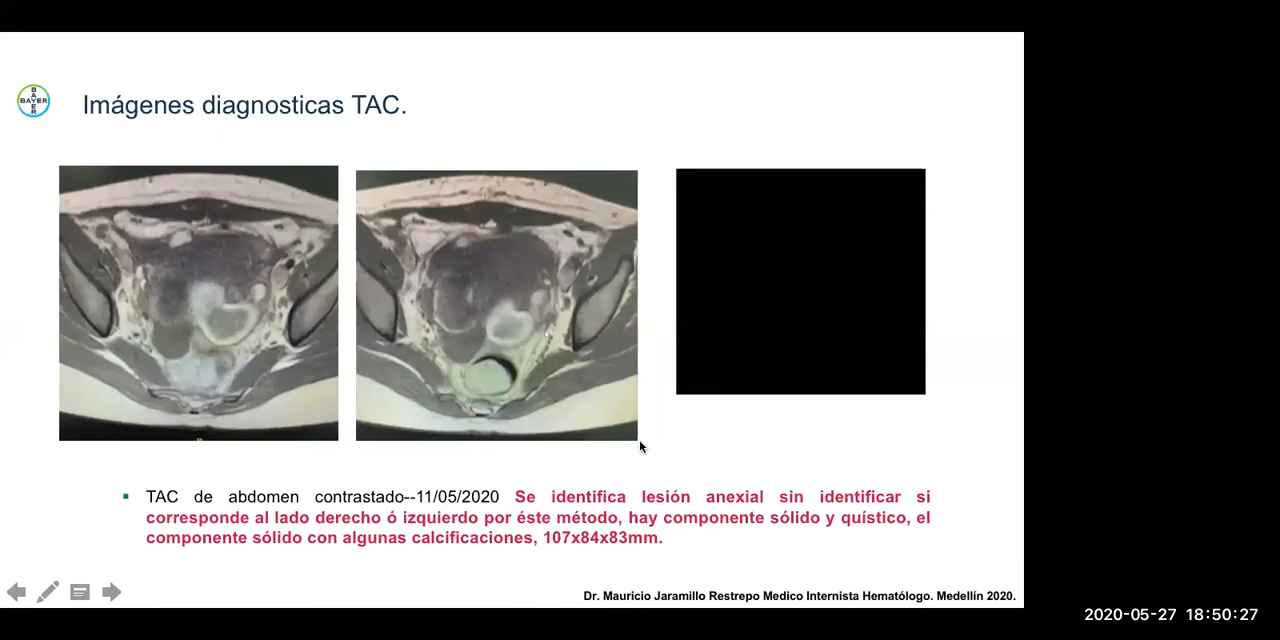 BAYER
BAYER
Imágenes diagnosticas TAC.
TAC de abdomen contrastado--11/05/2020 Se identifica lesión anexial sin identificar si
corresponde al lado derecho ó izquierdo por éste método, hay componente sólido y quístico, el
componente sólido con algunas calcificaciones, 107x84x83mm.
Dr. Mauricio Jaramillo Restrepo Medico Internista Hematólogo. Medellín 2020.
2020-05-27 18:50:27